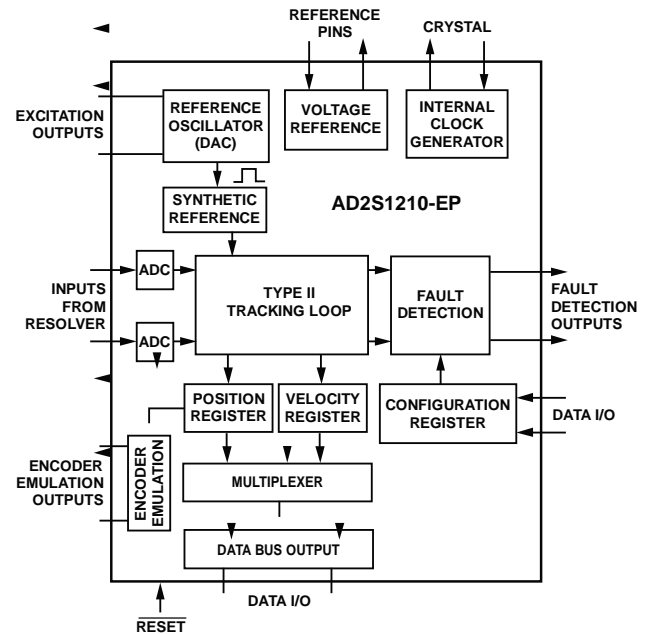 REFERENCE
PINS
CRYSTAL
EXCITATION
OUTPUTS
REFERENCE
OSCILLATOR
(DAC)
VOLTAGE
REFERENCE
INTERNAL
CLOCK
GENERATOR
SYNTHETIC
REFERENCE
AD2S1210-EP
INPUTS
FROM
RESOLVER
ADC
ADC
TYPE II
TRACKING LOOP
FAULT
DETECTION
FAULT
DETECTION
OUTPUTS
POSITION
REGISTER
VELOCITY
REGISTER
CONFIGURATION
REGISTER
DATA I/O
ENCODER
EMULATION
OUTPUTS
ENCODER
EMULATION
MULTIPLEXER
DATA BUS OUTPUT
DATA I/O
RESET